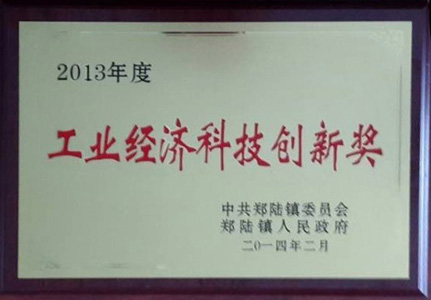 2013年度
工业经济科技创新奖
中共郑陆镇委员会
郑陆镇人民政府
二〇一四年二月